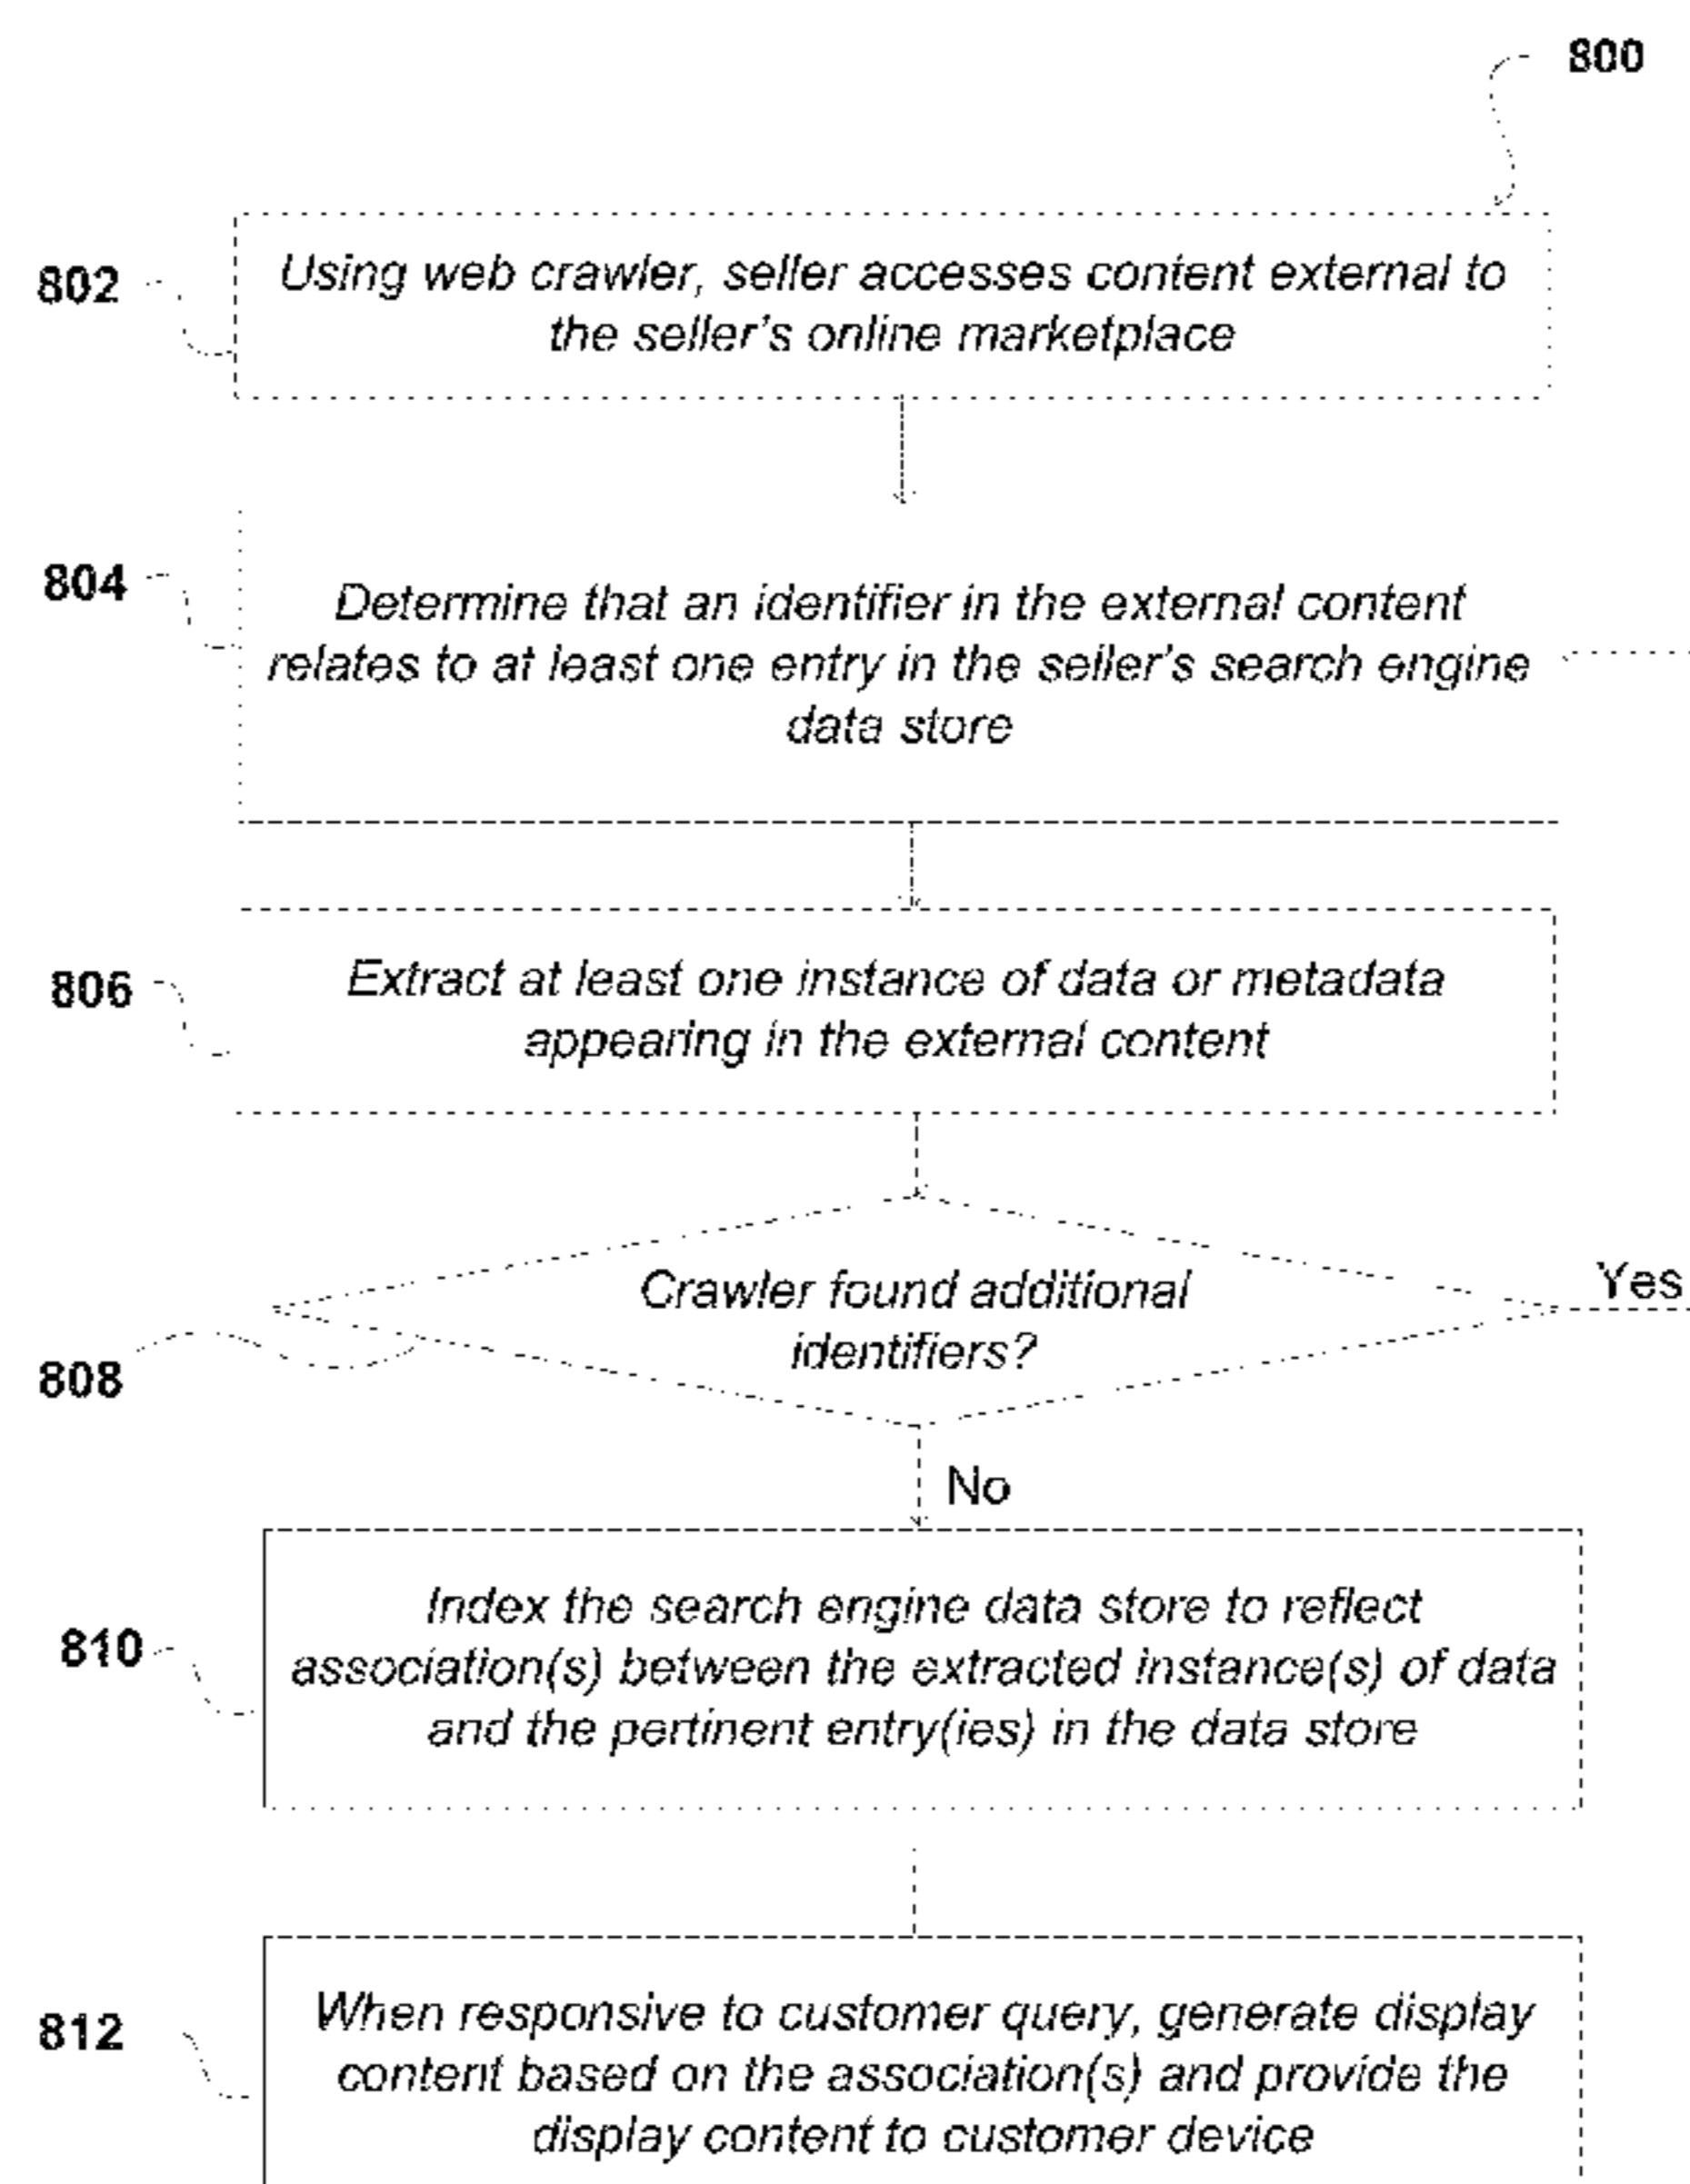 800
802
Using web crawler, seller accesses content external to
the seller's online marketplace
804
Determine that an identifier in the external content
relates to at least one entry in the seller's search engine
data store
806
Extract at least one instance of data or metadata
appearing in the external content
Crawler found additional
identifiers?
Yes
808
No
810
Index the search engine data store to reflect
association(s) between the extracted instance(s) of data
and the pertinent entry(ies) in the data store
812
When responsive to customer query, generate display
content based on the association(s) and provide the
display content to customer device